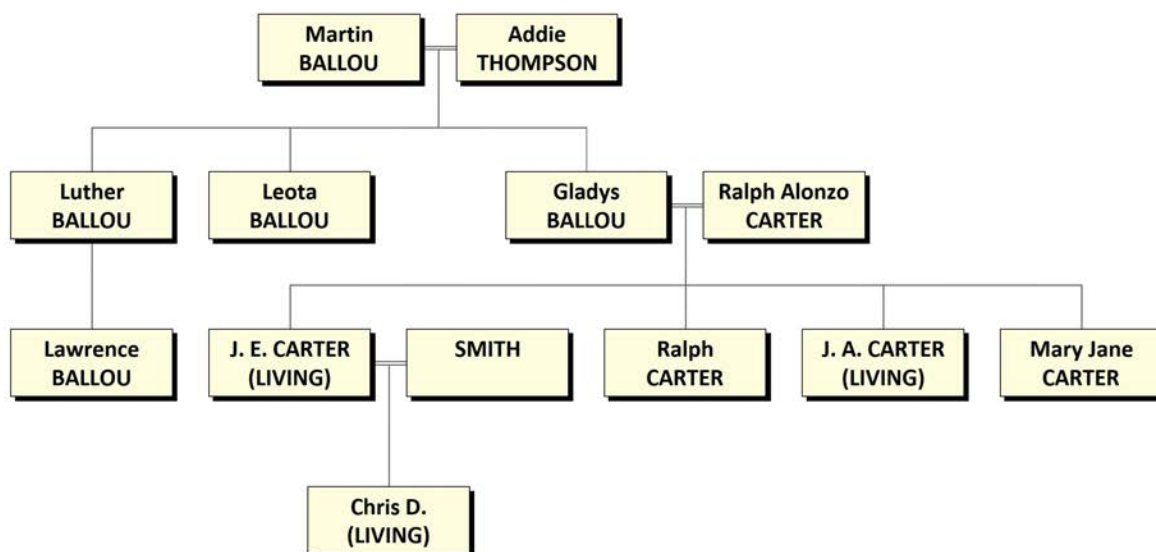 Martin
BALLOU
Addie
THOMPSON
Luther
BALLOU
Leota
BALLOU
Gladys
BALLOU
Ralph Alonzo
CARTER
Lawrence
BALLOU
J. E. CARTER
(LIVING)
SMITH
Ralph
CARTER
J. A. CARTER
(LIVING)
Mary Jane
CARTER
Chris D.
(LIVING)